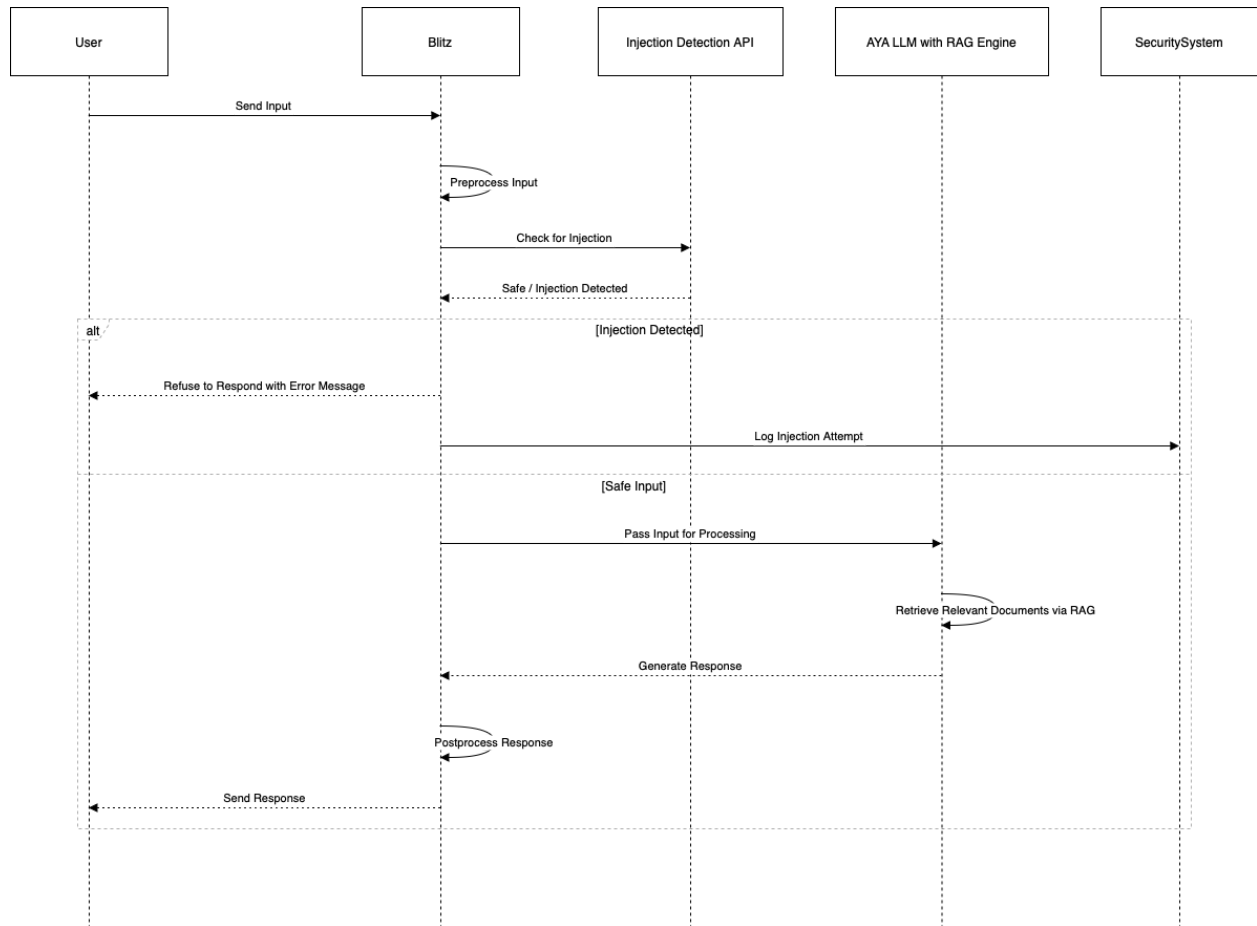 User
Blitz
Injection Detection API
AYA LLM with RAG Engine
SecuritySystem
Send Input
Preprocess Input
Check for Injection
Safe / Injection Detected
alt
[Injection Detected]
Refuse to Respond with Error Message
Log Injection Attempt
[Safe Input]
Pass Input for Processing
Retrieve Relevant Documents via RAG
Generate Response
Postprocess Response
Send Response